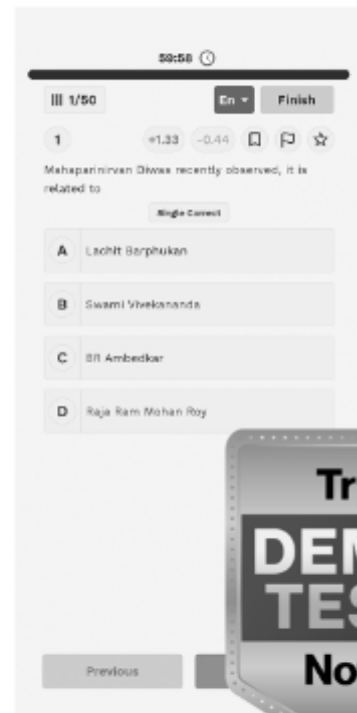 59:58
1/50 En Finish
1 +1.33 -0.44
Mahaparinirvan Diwas recently observed, it is
related to
Single Correct
A Lachit Barphukan
B Swami Vivekananda
C BR Ambedkar
D Raja Ram Mohan Roy
Tr
DEM
TES
No
Previous